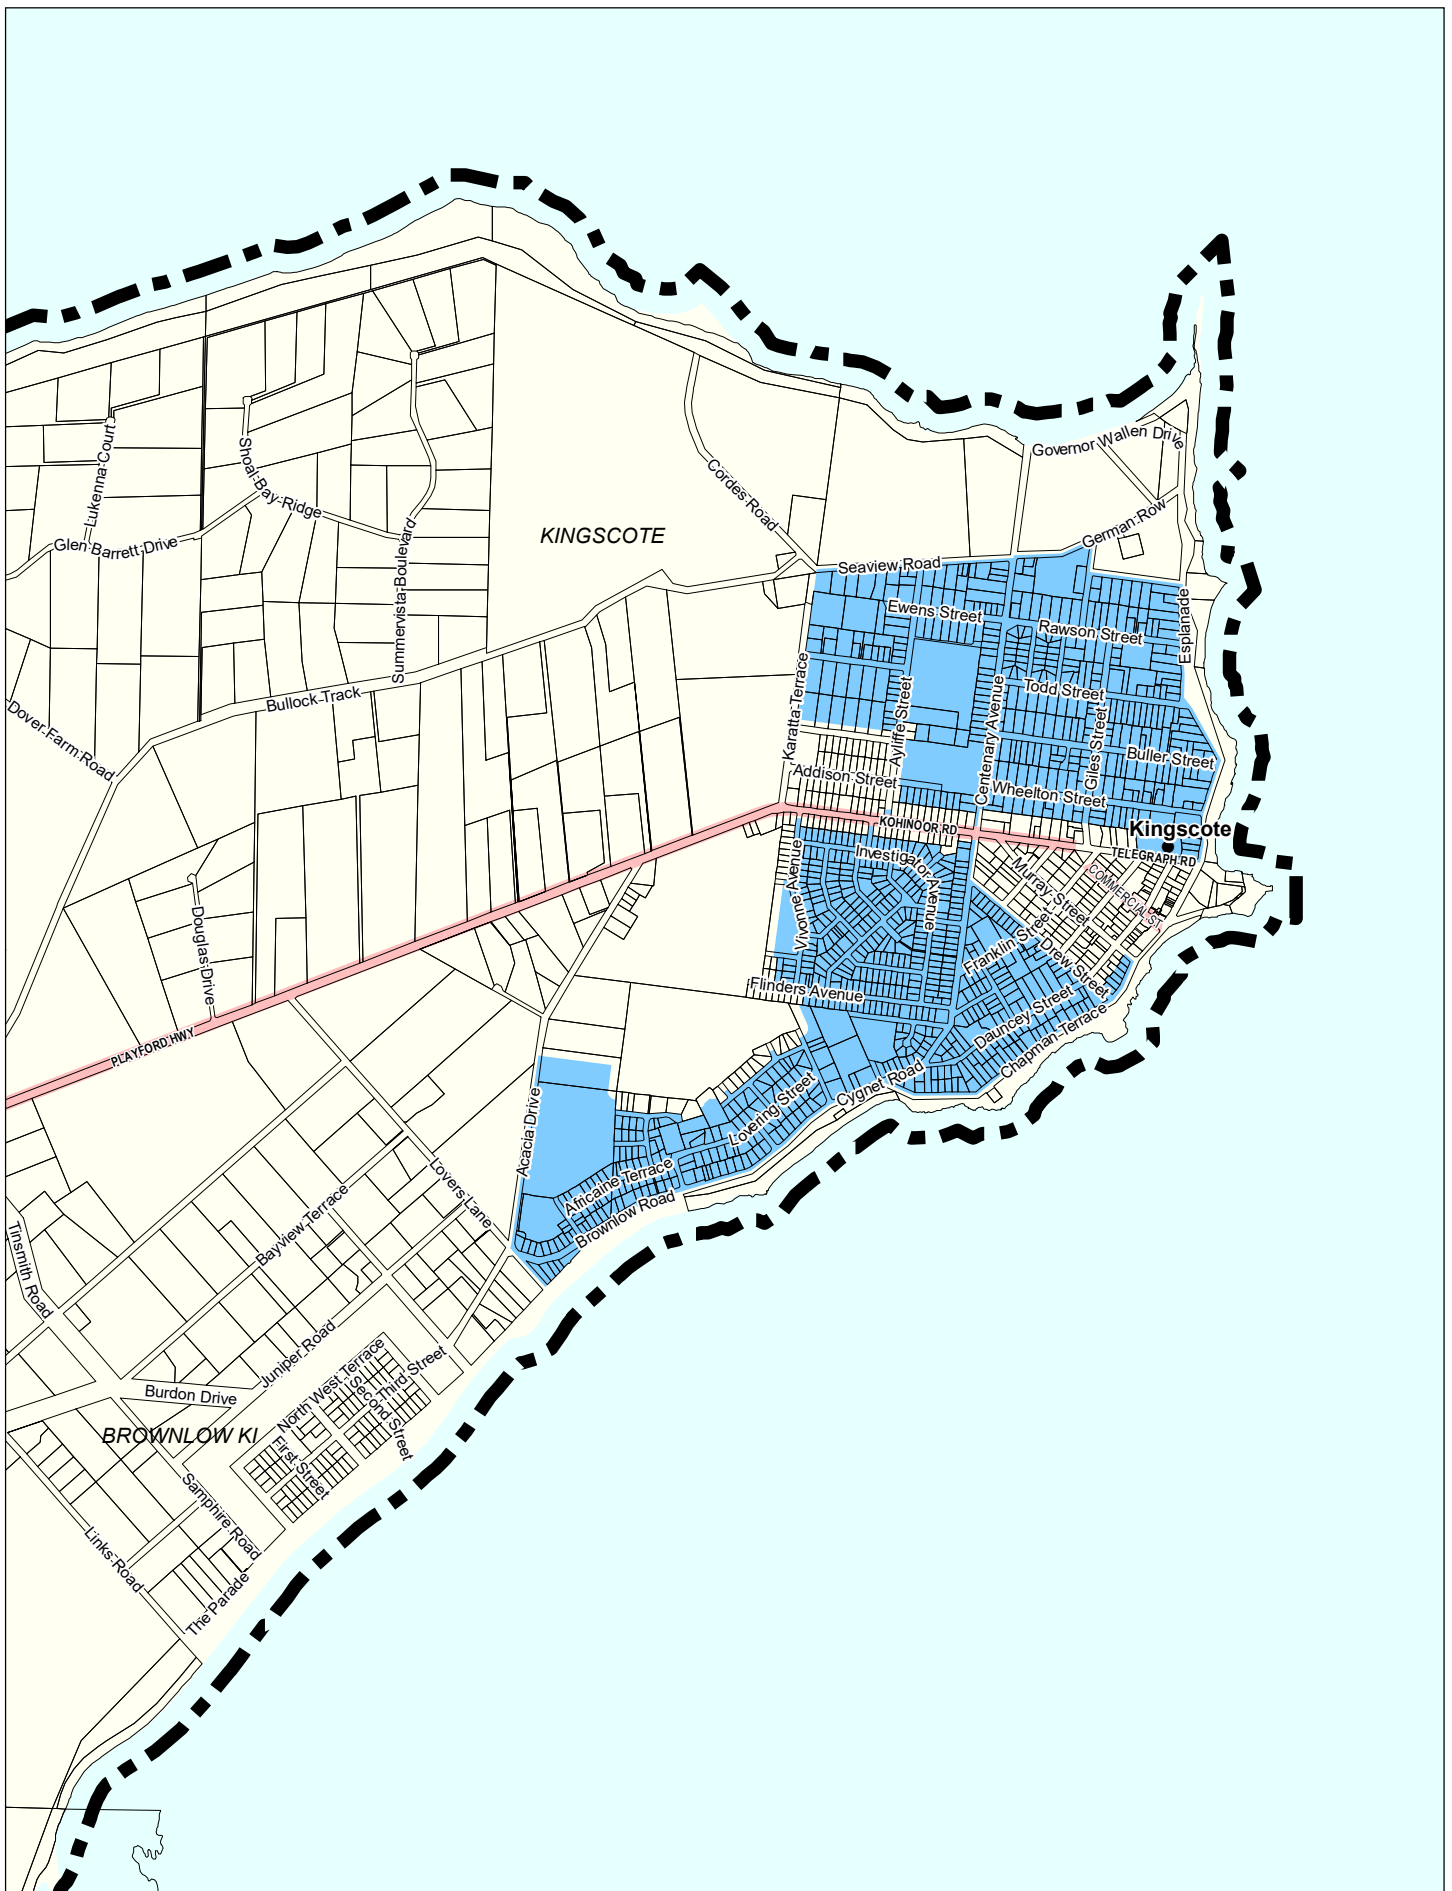 Governor Wallen Drive
Lukenna Court
Shoal Bay Ridge
Cordes Road
German Row
KINGSCOTE
Glen Barrett Drive
Summervista Boulevard
Seaview Road
Ewens Street
Rawson Street
Esplanade
Bullock Track
Dover Farm Road
Karatta Terrace
Ayliffe Street
Centenary Avenue
Todd Street
Giles Street
Buller Street
Addison Street
Wheelton Street
KOHINOOR RD
Kingscote
TELEGRAPH RD
Investigator Avenue
Vivonne Avenue
Murray Street
COMMERCIAL ST
Douglas Drive
Franklin Street
Drew Street
Flinders Avenue
Dauncey Street
Chapman Terrace
PLAYFORD HWY
Cygnet Road
Acacia Drive
Lovering Street
Lovers Lane
Africaine Terrace
Brownlow Road
Bayview Terrace
Tinsmith Road
Juniper Road
Burdon Drive
North West Terrace
Third Street
Second Street
BROWNLOW KI
First Street
Samphire Road
Links Road
The Parade